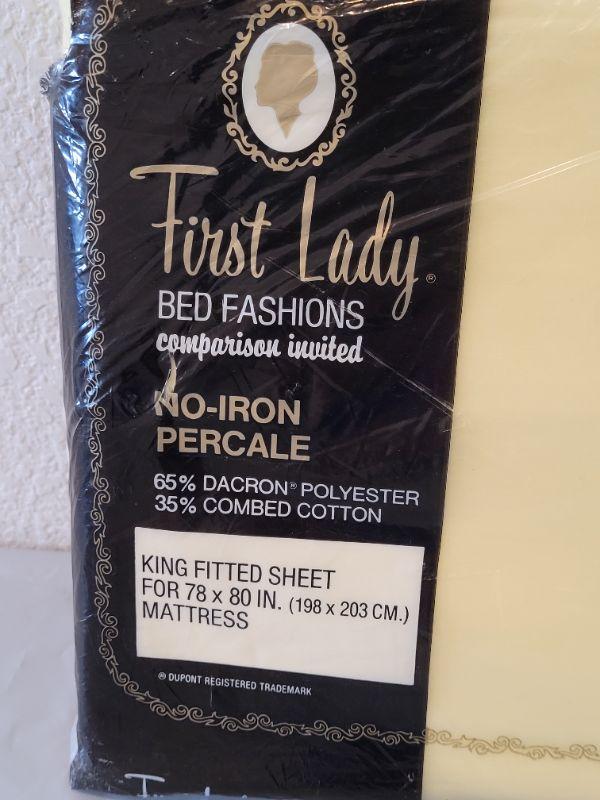 First Lady®
BED FASHIONS
comparison invited
NO-IRON
PERCALE
65% DACRON® POLYESTER
35% COMBED COTTON
KING FITTED SHEET
FOR 78 x 80 IN. (198 x 203 CM.)
MATTRESS
® DUPONT REGISTERED TRADEMARK